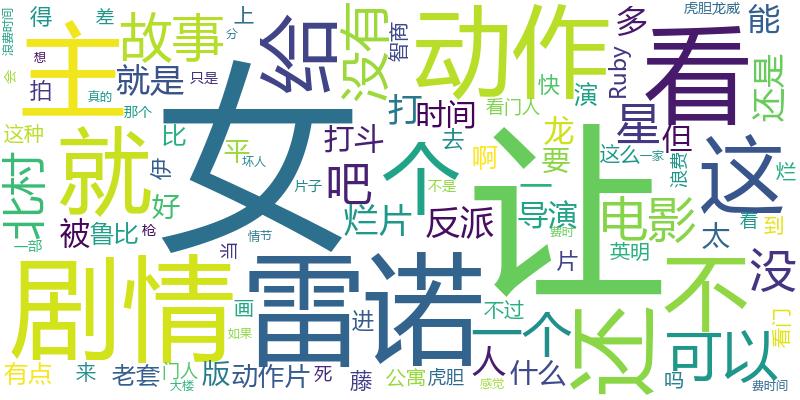 浪费时间 得 差 上 给 没有 智商 动作 多 虎胆龙威 能
会 想 主 故事 分 Ruby 看 还是
拍 就是 只是 打 时间 看门人 快 演 星 但
这种 真的 那个 女 打斗 去 龙 这么 一家 浪费 这 烂
北村 就 比 伊 平 坏人 吧 个 啊 一 要
被 鲁比 好 枪 片子 不是 让 导演 电影 太 看 到
一部 出 情节 烂片 反派 费时 片 英明 不 没
剧情 画 雷诺 进 不过 一个 还 可以 看门
如果
有点 来 老套 门人 大楼 版 动作片 死 藤 公寓 虎胆 人 感觉 什么 吗 费时间